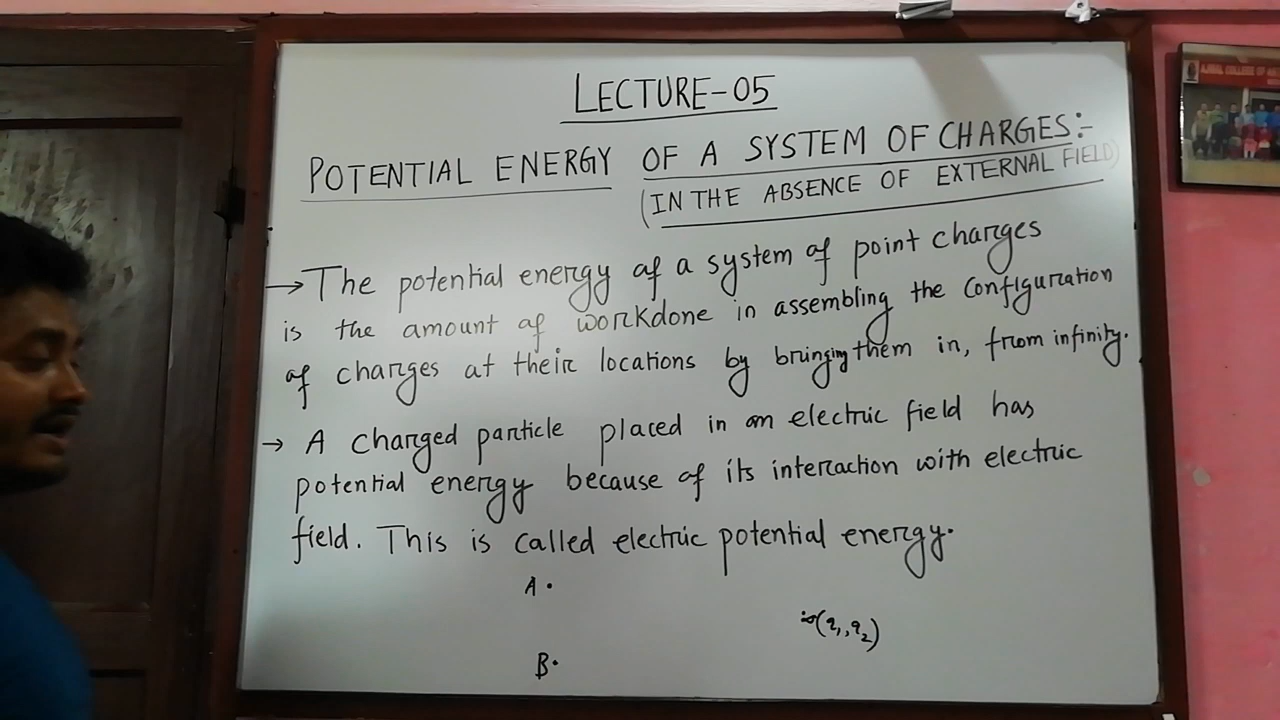 LECTURE-05
POTENTIAL ENERGY OF A SYSTEM OF CHARGES:-
(IN THE ABSENCE OF EXTERNAL FIELD)
→ The potential energy of a system of point charges
is the amount of workdone in assembling the configuration
of charges at their locations by bringing them in, from infinity.
→ A charged particle placed in an electric field has
potential energy because of its interaction with electric
field. This is called electric potential energy.
A •
(q₁, q₂)
B •